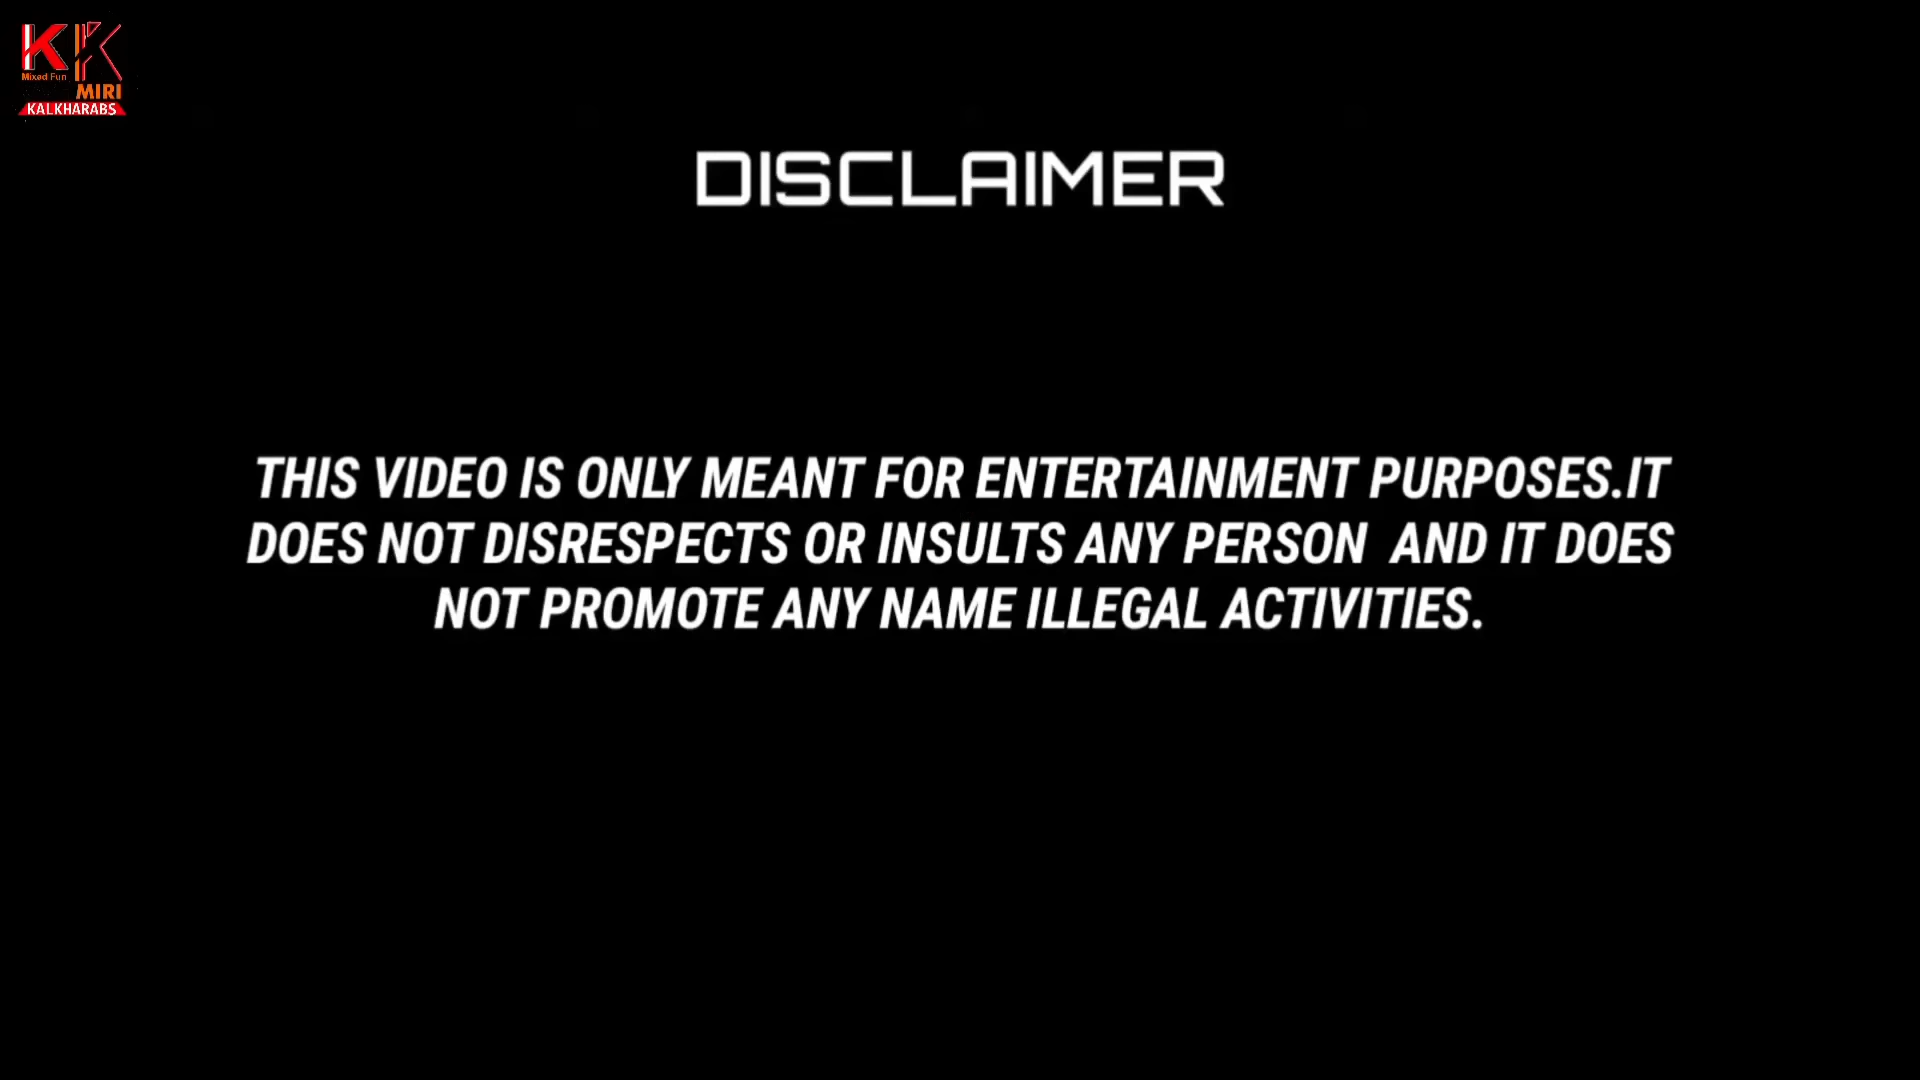 KK
Mixed Fun
MIRI
KALKHARABS
DISCLAIMER
THIS VIDEO IS ONLY MEANT FOR ENTERTAINMENT PURPOSES.IT
DOES NOT DISRESPECTS OR INSULTS ANY PERSON  AND IT DOES
NOT PROMOTE ANY NAME ILLEGAL ACTIVITIES.